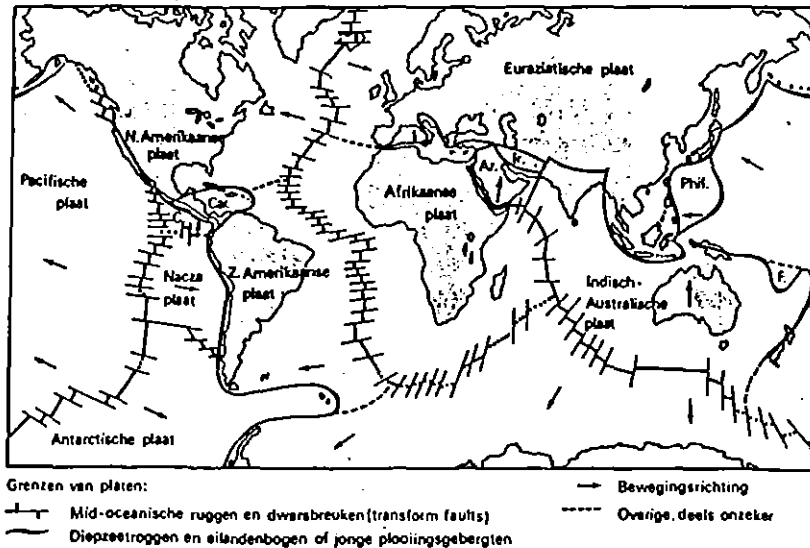 Euraziatische plaat
N. Amerikaanse
plaat
Pacifische
plaat
Ar.
Ir.
Phil.
Afrikaanse
plaat
Car.
C.
Nacza
plaat
Z. Amerikaanse
plaat
Indisch-
Australische
plaat
F.
Antarctische plaat
Grenzen van platen:
Mid-oceanische ruggen en dwarsbreuken (transform faults)
Diepzeetroggen en eilandenbogen of jonge plooiingsgebergten
Bewegingsrichting
Overige, deels onzeker